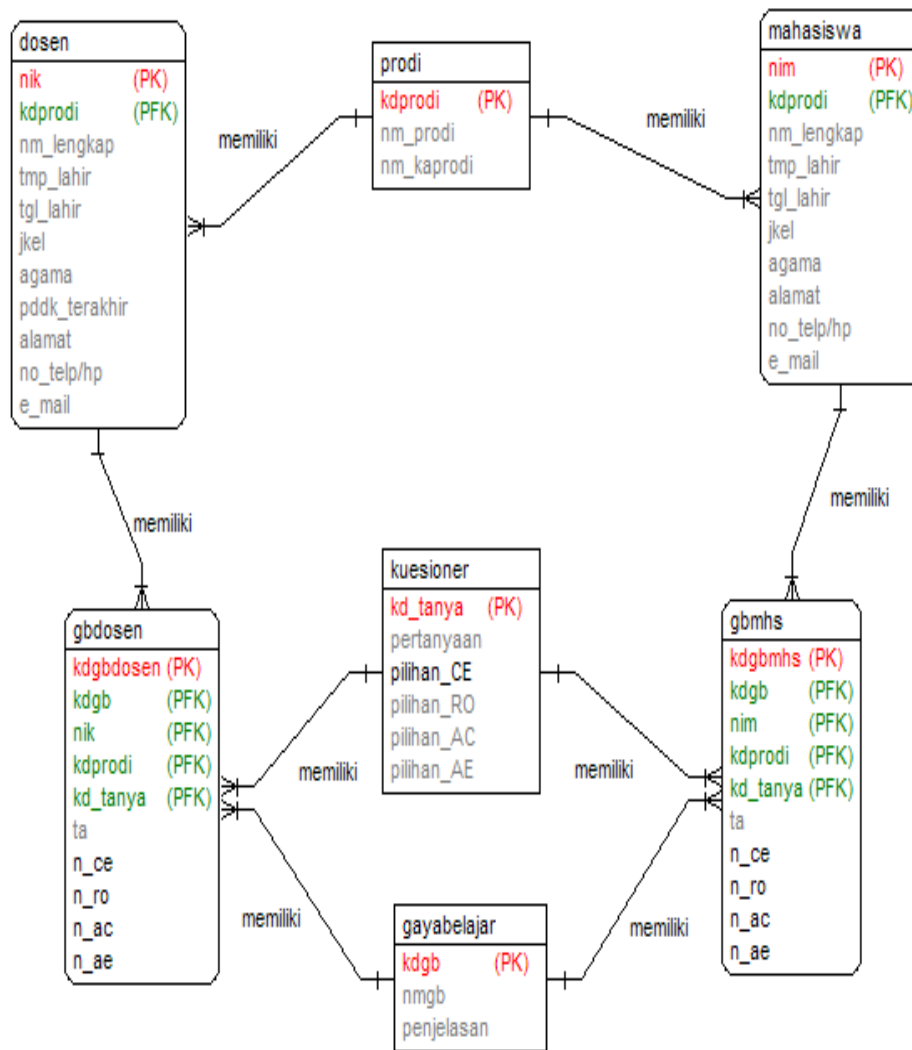 dosen
nik (PK)
kdprodi (PFK)
nm_lengkap
tmp_lahir
tgl_lahir
jkel
agama
pddk_terakhir
alamat
no_telp/hp
e_mail
memiliki
prodi
kdprodi (PK)
nm_prodi
nm_kaprodi
memiliki
mahasiswa
nim (PK)
kdprodi (PFK)
nm_lengkap
tmp_lahir
tgl_lahir
jkel
agama
alamat
no_telp/hp
e_mail
memiliki
memiliki
gbdosen
kdgbdosen (PK)
kdgb (PFK)
nik (PFK)
kdprodi (PFK)
kd_tanya (PFK)
ta
n_ce
n_ro
n_ac
n_ae
memiliki
memiliki
kuesioner
kd_tanya (PK)
pertanyaan
pilihan_CE
pilihan_RO
pilihan_AC
pilihan_AE
gayabelajar
kdgb (PK)
nmgb
penjelasan
memiliki
memiliki
gbmhs
kdgbmhs (PK)
kdgb (PFK)
nim (PFK)
kdprodi (PFK)
kd_tanya (PFK)
ta
n_ce
n_ro
n_ac
n_ae